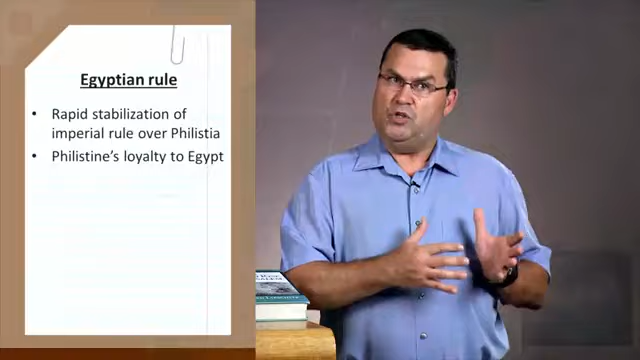 Egyptian rule
• Rapid stabilization of
imperial rule over Philistia
• Philistine's loyalty to Egypt